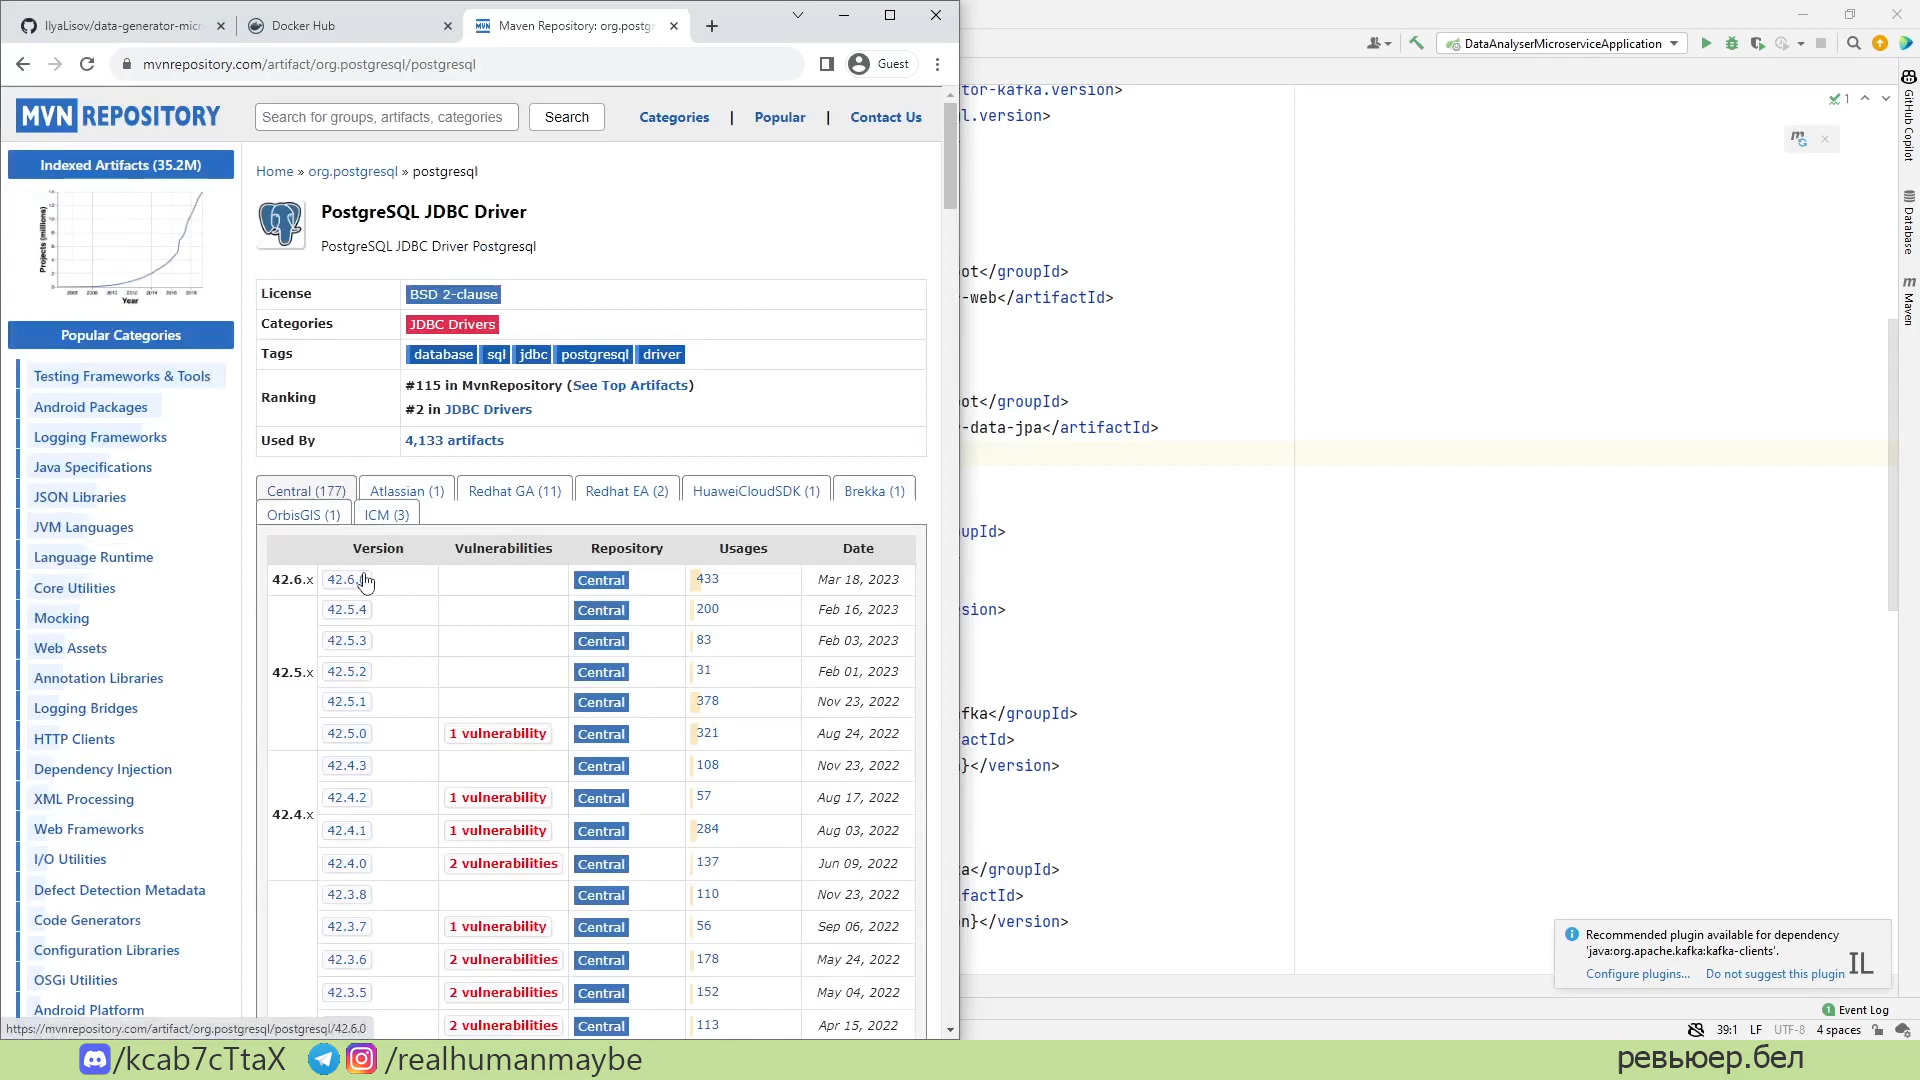 IlyaLisov/data-generator-micr
Docker Hub
Maven Repository: org.postgr
mvnrepository.com/artifact/org.postgresql/postgresql
Guest
MVN REPOSITORY
Search for groups, artifacts, categories
Search
Categories | Popular | Contact Us
Indexed Artifacts (35.2M)
Projects (millions)
Year
Popular Categories
Testing Frameworks & Tools
Android Packages
Logging Frameworks
Java Specifications
JSON Libraries
JVM Languages
Language Runtime
Core Utilities
Mocking
Web Assets
Annotation Libraries
Logging Bridges
HTTP Clients
Dependency Injection
XML Processing
Web Frameworks
I/O Utilities
Defect Detection Metadata
Code Generators
Configuration Libraries
OSGi Utilities
Android Platform
https://mvnrepository.com/artifact/org.postgresql/postgresql/42.6.0
Home » org.postgresql » postgresql
PostgreSQL JDBC Driver
PostgreSQL JDBC Driver Postgresql
License BSD 2-clause
Categories JDBC Drivers
Tags database sql jdbc postgresql driver
Ranking #115 in MvnRepository (See Top Artifacts)
#2 in JDBC Drivers
Used By 4,133 artifacts
Central (177) Atlassian (1) Redhat GA (11) Redhat EA (2) HuaweiCloudSDK (1) Brekka (1)
OrbisGIS (1) ICM (3)
Version Vulnerabilities Repository Usages Date
42.6.x 42.6. Central 433 Mar 18, 2023
42.5.4 Central 200 Feb 16, 2023
42.5.3 Central 83 Feb 03, 2023
42.5.x 42.5.2 Central 31 Feb 01, 2023
42.5.1 Central 378 Nov 23, 2022
42.5.0 1 vulnerability Central 321 Aug 24, 2022
42.4.3 Central 108 Nov 23, 2022
42.4.2 1 vulnerability Central 57 Aug 17, 2022
42.4.x 42.4.1 1 vulnerability Central 284 Aug 03, 2022
42.4.0 2 vulnerabilities Central 137 Jun 09, 2022
42.3.8 Central 110 Nov 23, 2022
42.3.7 1 vulnerability Central 56 Sep 06, 2022
42.3.6 2 vulnerabilities Central 178 May 24, 2022
42.3.5 2 vulnerabilities Central 152 May 04, 2022
2 vulnerabilities Central 113 Apr 15, 2022
DataAnalyserMicroserviceApplication
tor-kafka.version>
l.version>
1
ot</groupId>
-web</artifactId>
ot</groupId>
-data-jpa</artifactId>
upId>
sion>
fka</groupId>
actId>
}</version>
a</groupId>
ifactId>
n}</version>
GitHub Copilot
Database
m Maven
Recommended plugin available for dependency
'java:org.apache.kafka:kafka-clients'.
Configure plugins... Do not suggest this plugin
IL
1 Event Log
39:1 LF UTF-8 4 spaces
/kcab7cTtaX /realhumanmaybe
ревьюер.бел